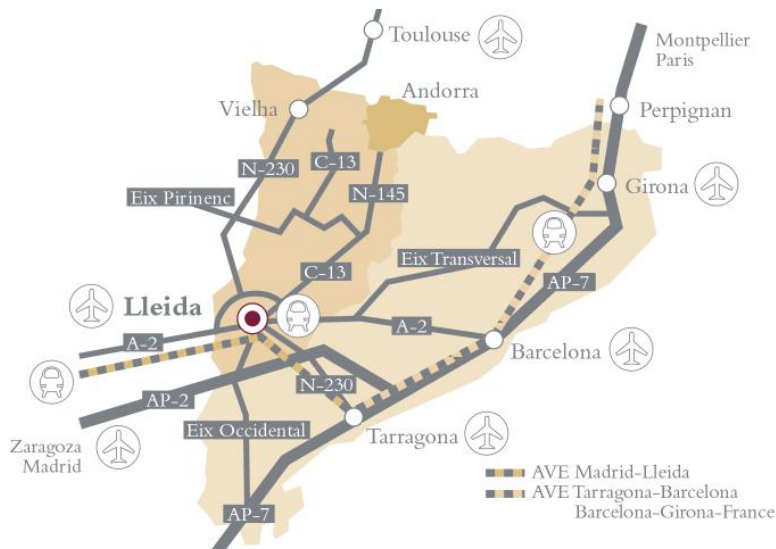 Toulouse
Montpellier
Paris
Andorra
Vielha
Perpignan
C-13
N-230
Girona
N-145
Eix Pirinenc
Eix Transversal
C-13
AP-7
Lleida
A-2
A-2
Barcelona
N-230
AP-2
Eix Occidental
Tarragona
Zaragoza
Madrid
AVE Madrid-Lleida
AVE Tarragona-Barcelona
Barcelona-Girona-France
AP-7